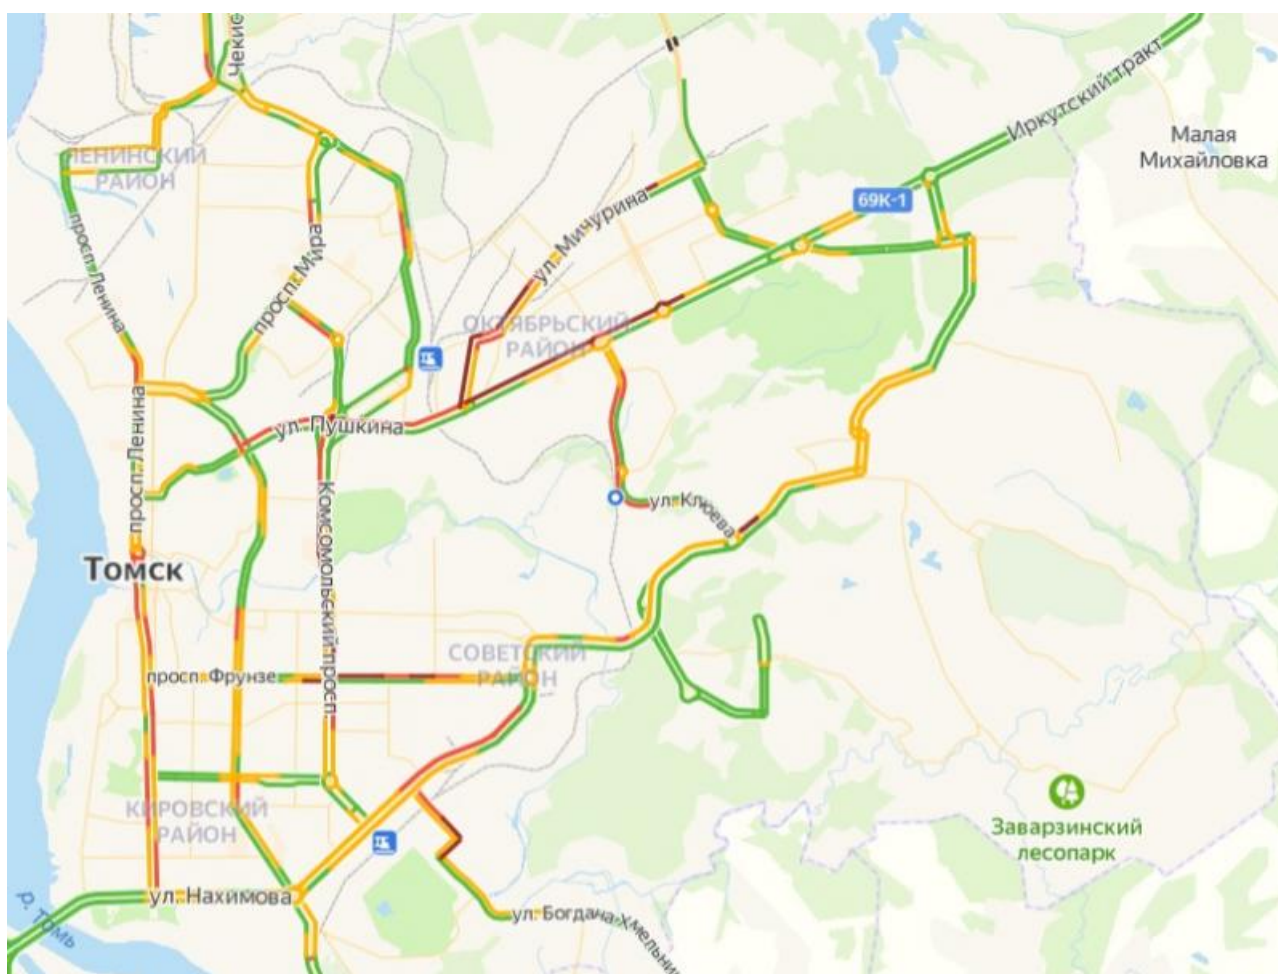 Чекис
Иркутский тракт
Малая
Михайловка
ЛЕНИНСКИЙ
РАЙОН
69К-1
ул. Мичурина
просп. Ленина
просп. Мира
ОКТЯБРЬСКИЙ
РАЙОН
просп. Ленина
ул. Пушкина
Комсомольский просп.
ул. Клюева
Томск
СОВЕТСКИЙ
РАЙОН
просп. Фрунзе
КИРОВСКИЙ
РАЙОН
Заварзинский
лесопарк
ул. Нахимова
р. Томь
ул. Богдана Хмельни